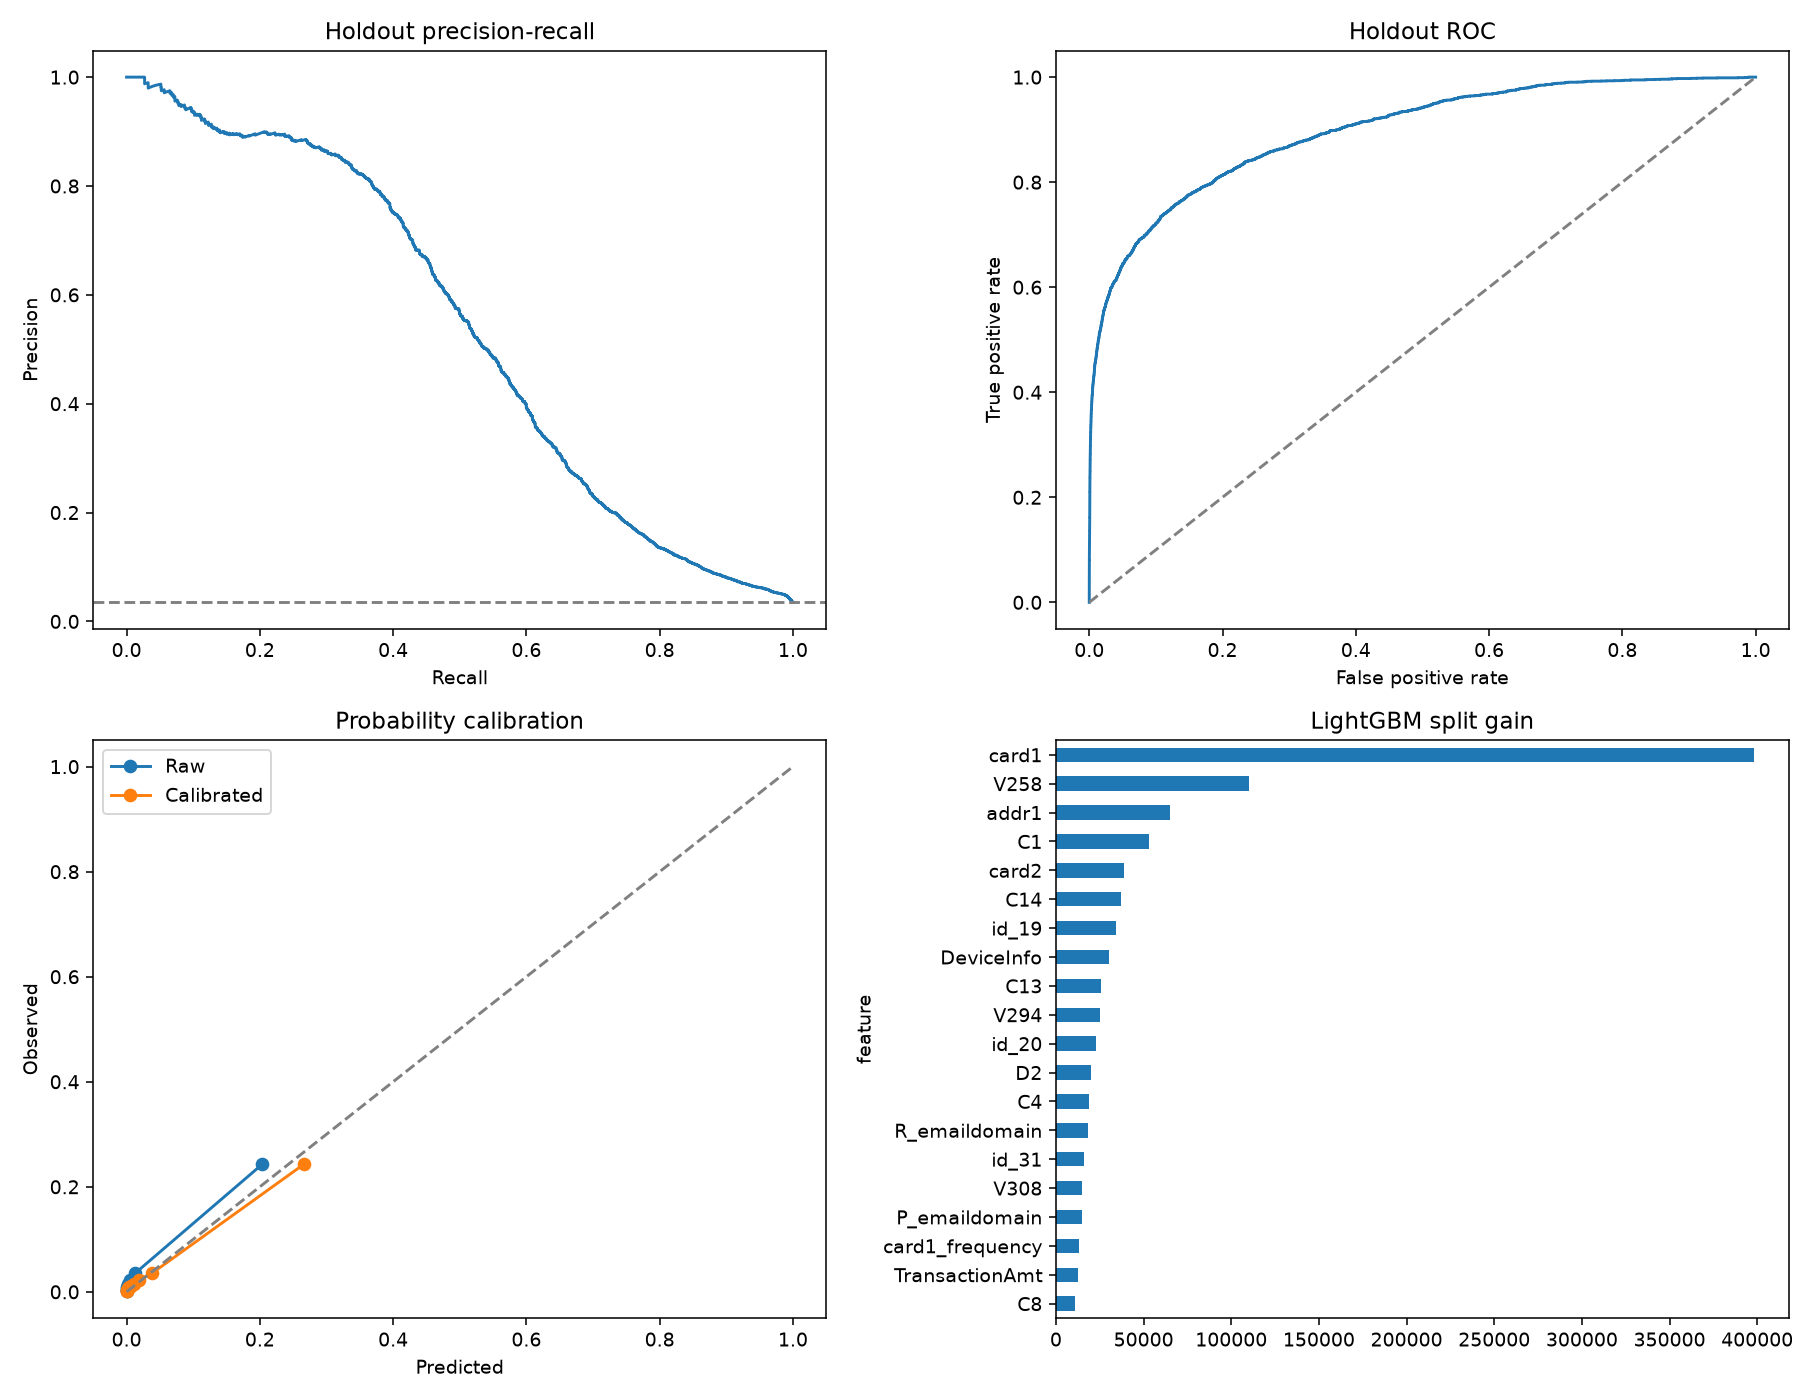 Holdout precision-recall
Precision
1.0
0.8
0.6
0.4
0.2
0.0
0.0 0.2 0.4 0.6 0.8 1.0
Recall
Holdout ROC
True positive rate
1.0
0.8
0.6
0.4
0.2
0.0
0.0 0.2 0.4 0.6 0.8 1.0
False positive rate
Probability calibration
Raw
Calibrated
Observed
1.0
0.8
0.6
0.4
0.2
0.0
0.0 0.2 0.4 0.6 0.8 1.0
Predicted
LightGBM split gain
feature
card1
V258
addr1
C1
card2
C14
id_19
DeviceInfo
C13
V294
id_20
D2
C4
R_emaildomain
id_31
V308
P_emaildomain
card1_frequency
TransactionAmt
C8
0 50000 100000 150000 200000 250000 300000 350000 400000